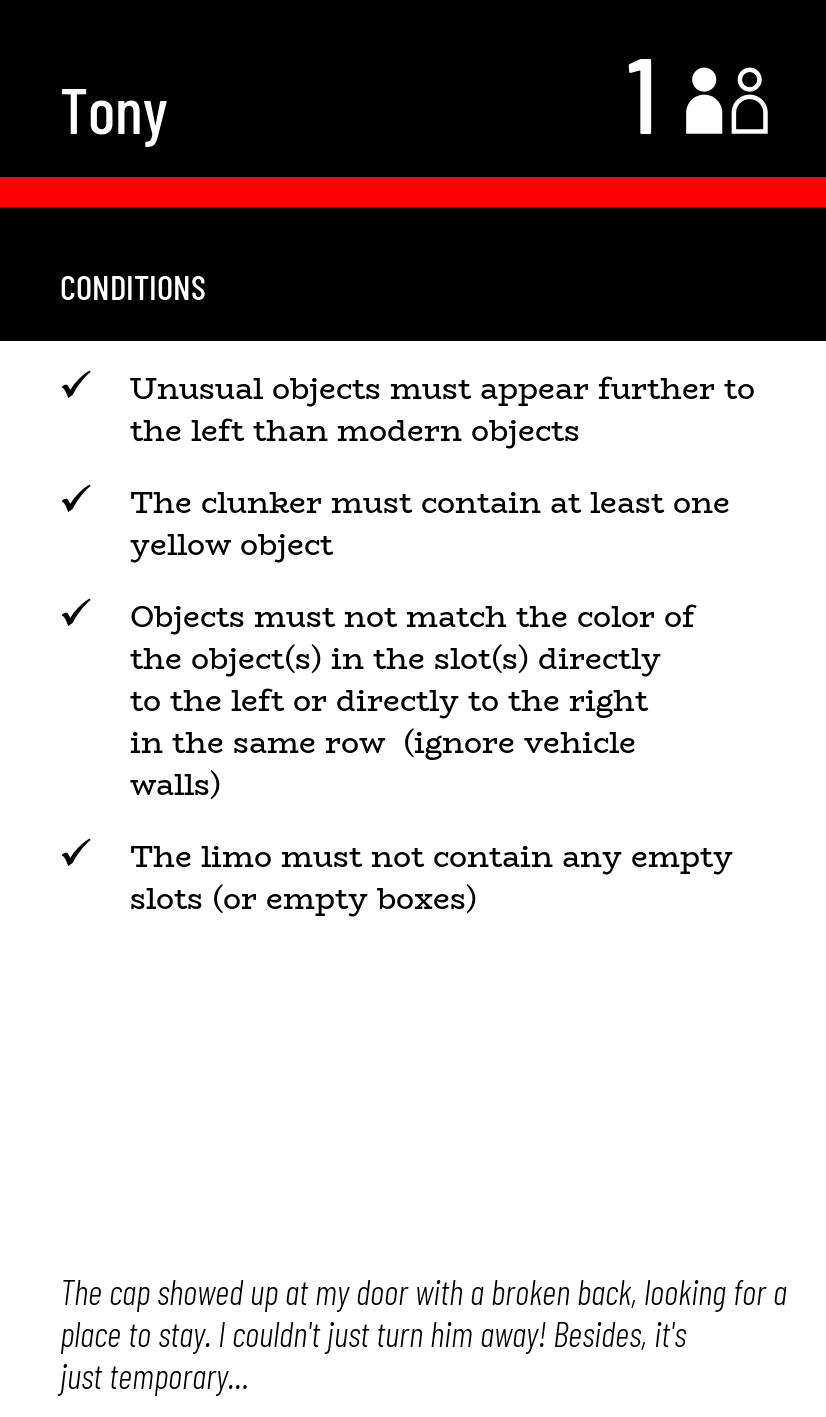 Tony
1
CONDITIONS
✓ Unusual objects must appear further to
the left than modern objects
✓ The clunker must contain at least one
yellow object
✓ Objects must not match the color of
the object(s) in the slot(s) directly
to the left or directly to the right
in the same row  (ignore vehicle
walls)
✓ The limo must not contain any empty
slots (or empty boxes)
The cap showed up at my door with a broken back, looking for a
place to stay. I couldn't just turn him away! Besides, it's
just temporary...